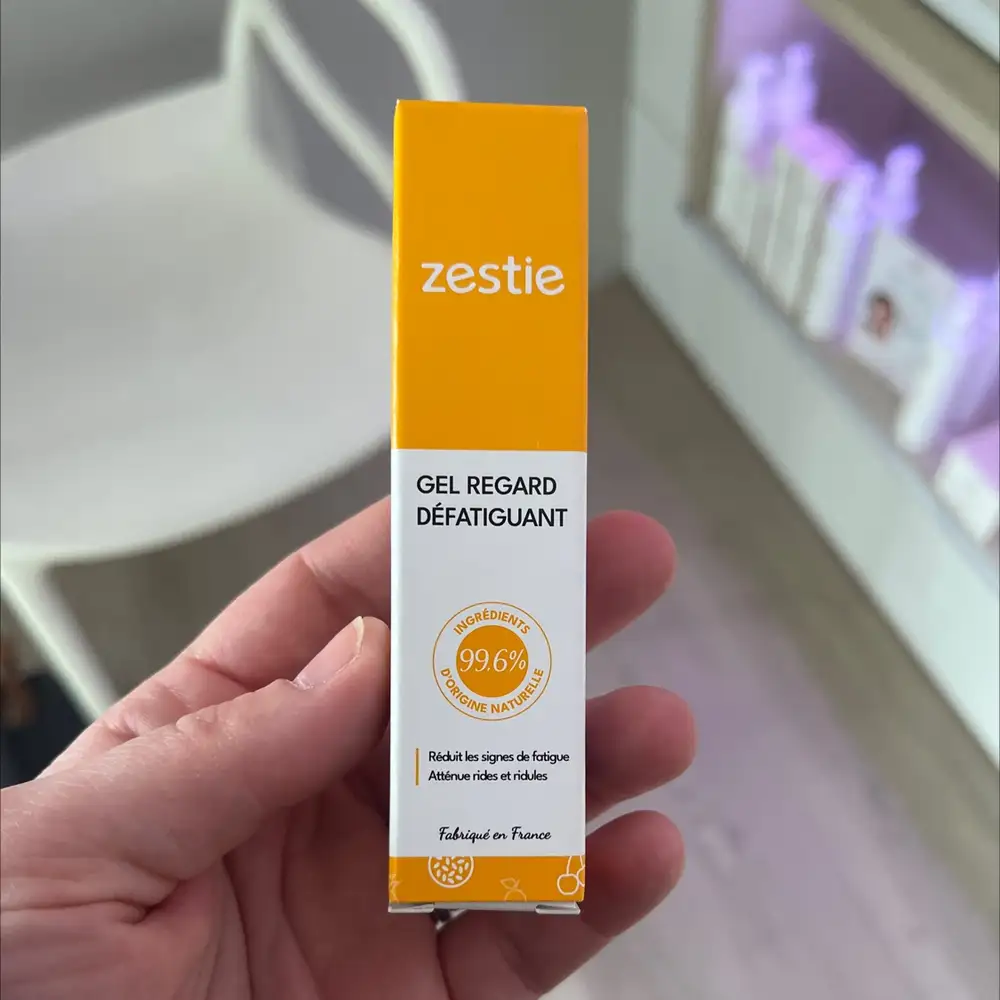 zestie
GEL REGARD
DÉFATIGUANT
INGRÉDIENTS
99.6%
D'ORIGINE NATURELLE
Réduit les signes de fatigue
Atténue rides et ridules
Fabriqué en France